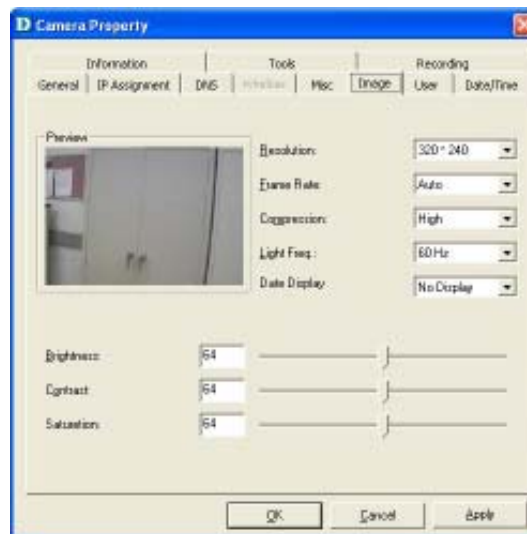 D Camera Property
Information Tools Recording
General IP Assignment DNS Wireless Misc Image User Date/Time
Preview
Resolution: 320 * 240
Frame Rate: Auto
Compression: High
Light Freq.: 60 Hz
Date Display No Display
Brightness: 64
Contrast 64
Saturation: 64
OK Cancel Apply